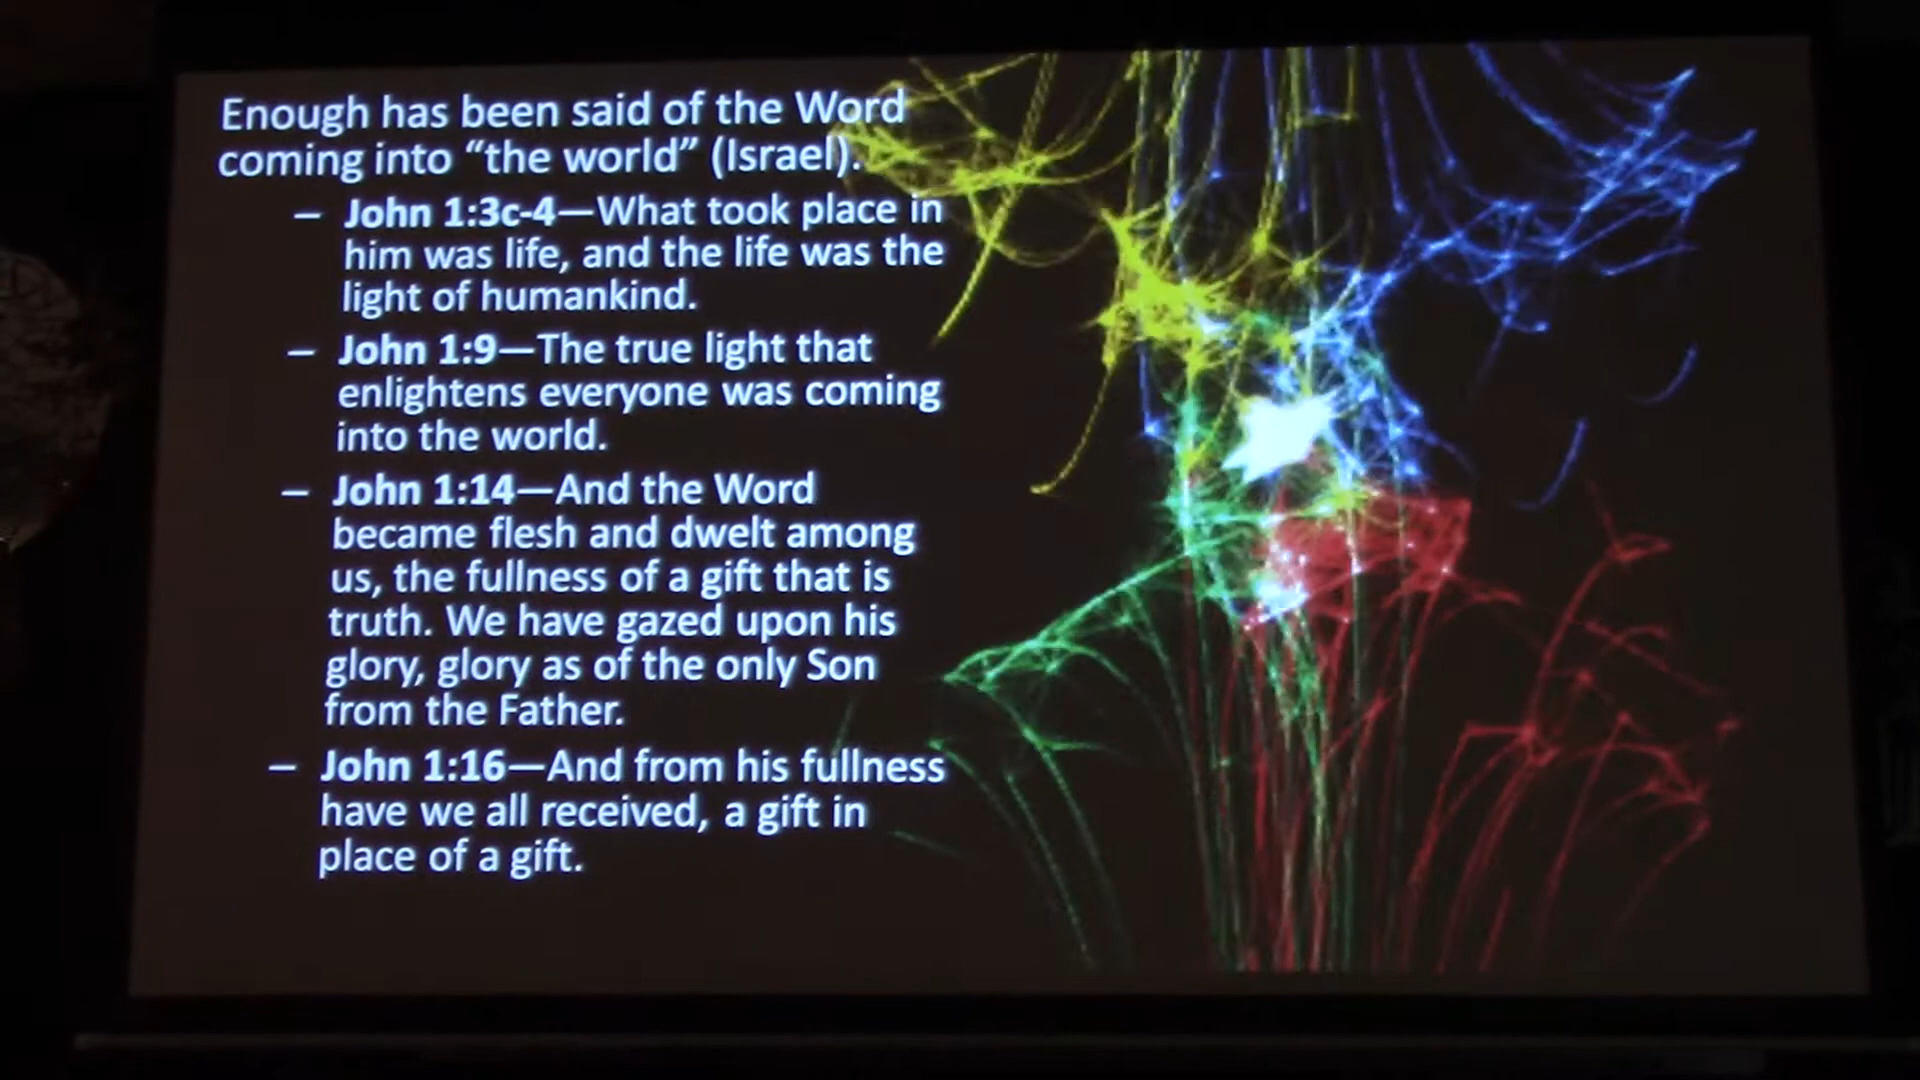 Enough has been said of the Word
coming into “the world” (Israel).
– John 1:3c-4—What took place in
him was life, and the life was the
light of humankind.
– John 1:9—The true light that
enlightens everyone was coming
into the world.
– John 1:14—And the Word
became flesh and dwelt among
us, the fullness of a gift that is
truth. We have gazed upon his
glory, glory as of the only Son
from the Father.
– John 1:16—And from his fullness
have we all received, a gift in
place of a gift.